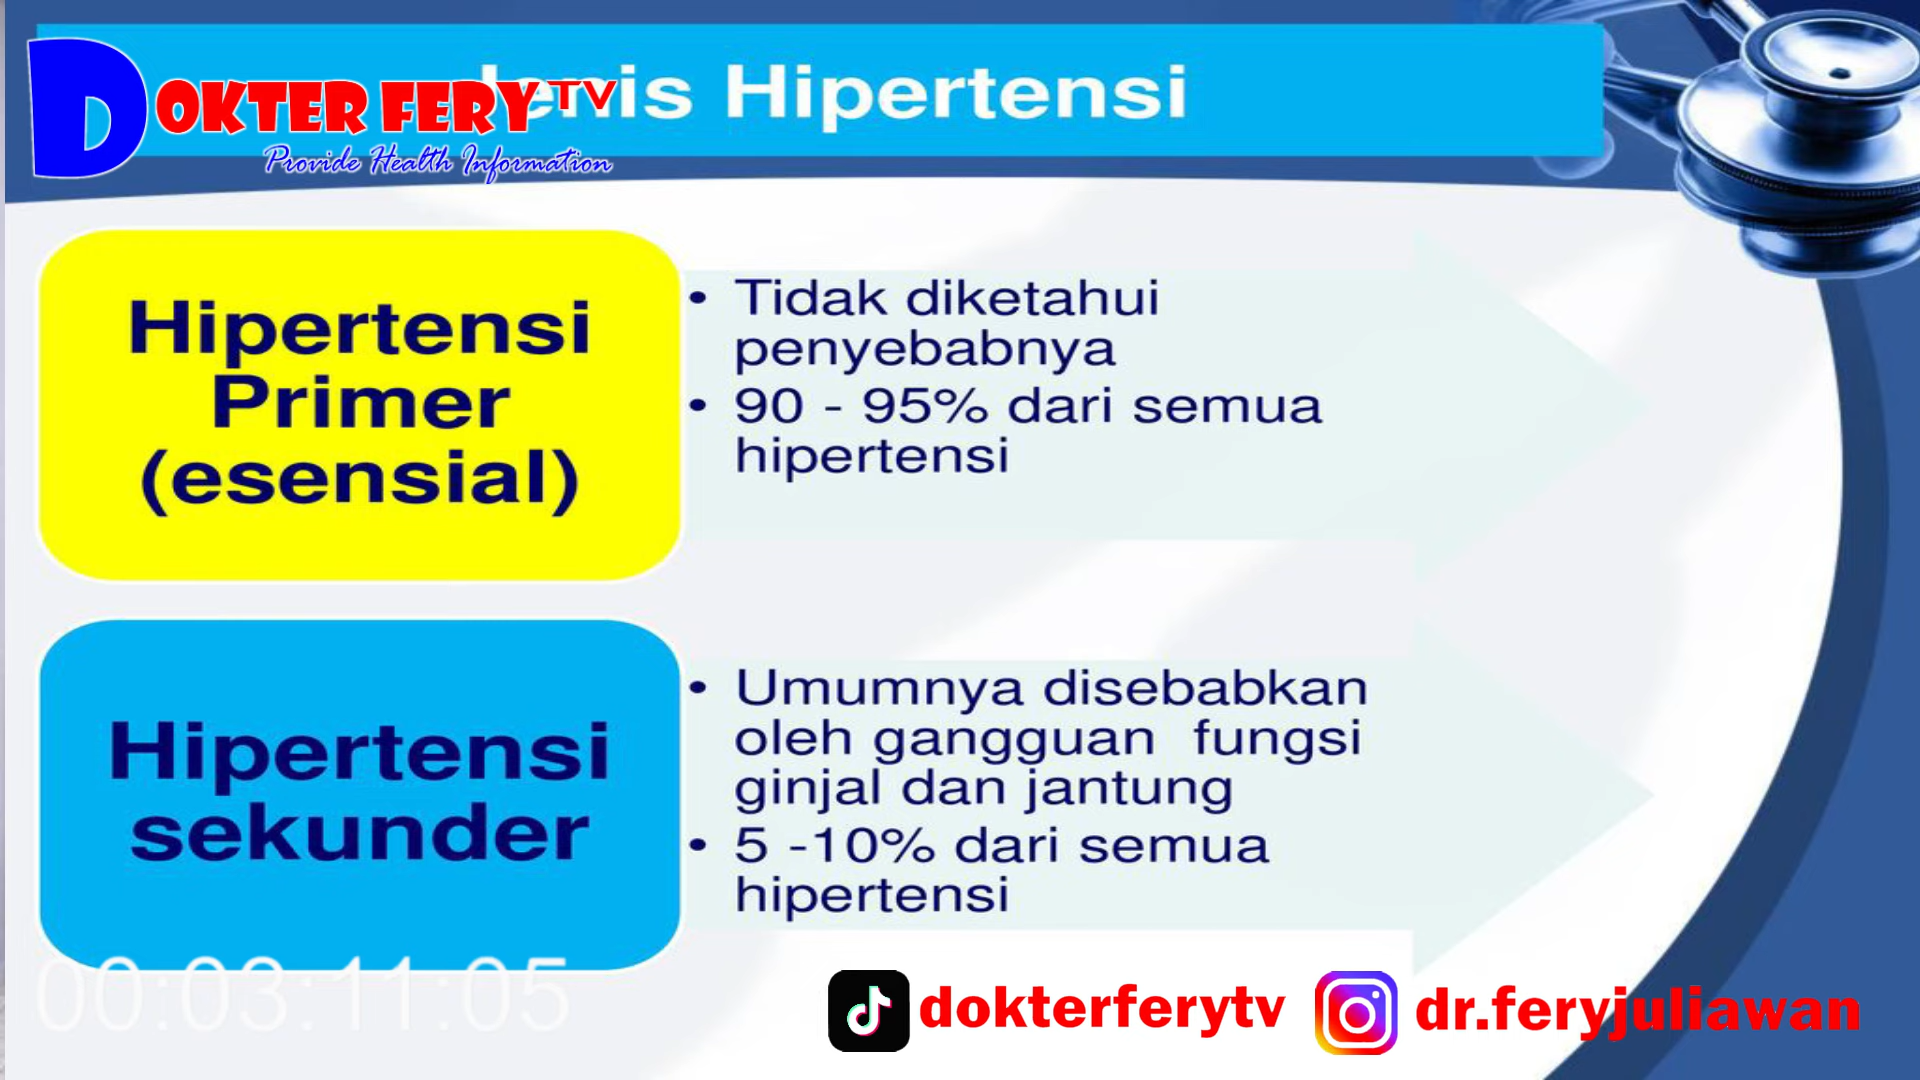 DOKTER FERY TV
Provide Health Information
Jenis Hipertensi
Hipertensi
Primer
(esensial)
• Tidak diketahui
penyebabnya
• 90 - 95% dari semua
hipertensi
Hipertensi
sekunder
• Umumnya disebabkan
oleh gangguan fungsi
ginjal dan jantung
• 5 -10% dari semua
hipertensi
00:03:11:05
dokterferytv
dr.feryjuliawan